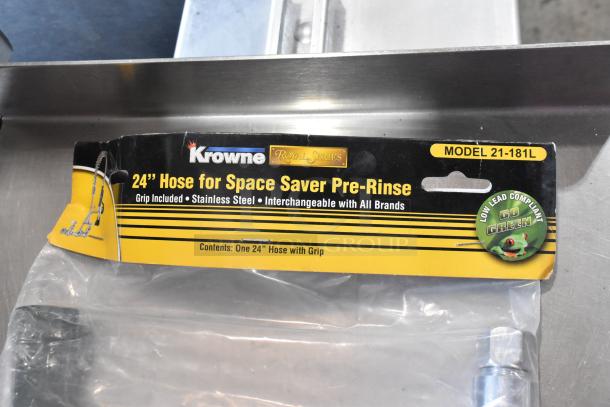 Krowne ROYAL SERIES
MODEL 21-181L
24" Hose for Space Saver Pre-Rinse
Grip Included • Stainless Steel • Interchangeable with All Brands
LOW LEAD COMPLIANT
GO
GREEN
GROUP
Contents: One 24" Hose with Grip